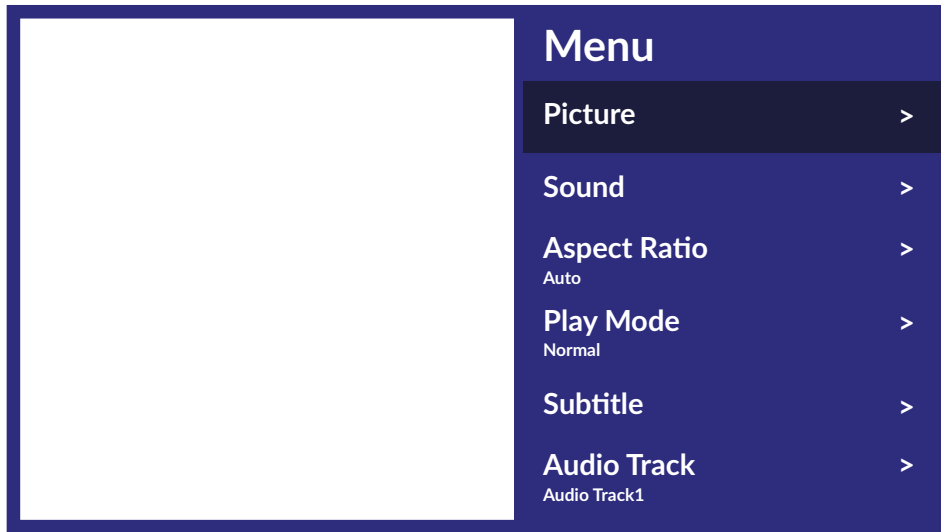 Menu
Picture >
Sound >
Aspect Ratio >
Auto
Play Mode >
Normal
Subtitle >
Audio Track >
Audio Track1